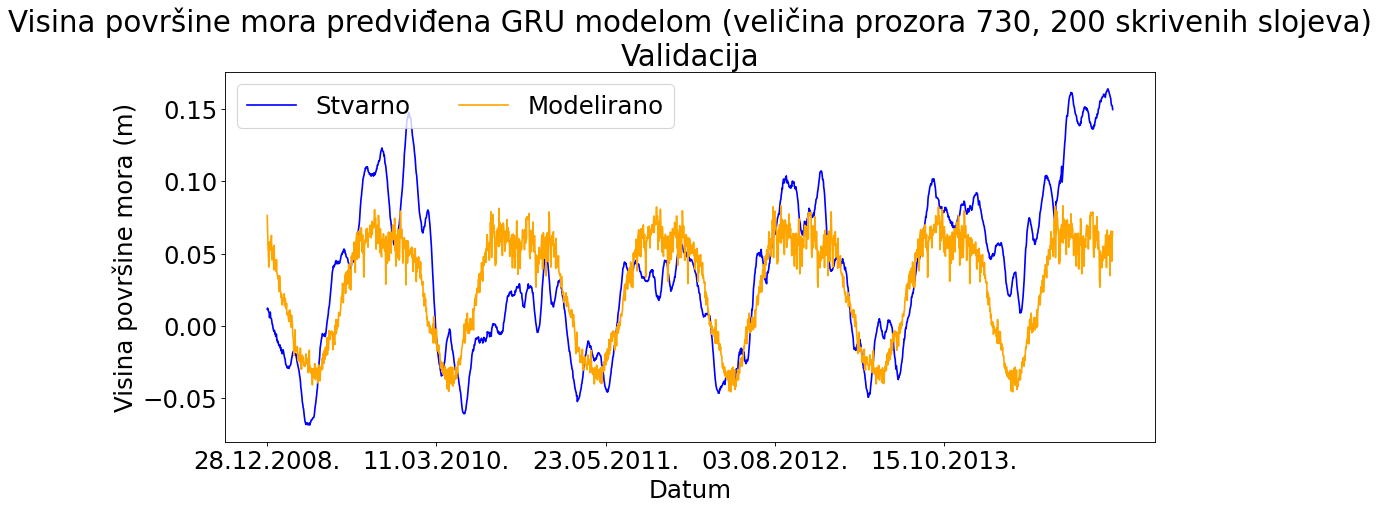 Visina površine mora predviđena GRU modelom (veličina prozora 730, 200 skrivenih slojeva)
Validacija
Stvarno
Modelirano
Visina površine mora (m)
0.15
0.10
0.05
0.00
−0.05
28.12.2008.
11.03.2010.
23.05.2011.
03.08.2012.
15.10.2013.
Datum